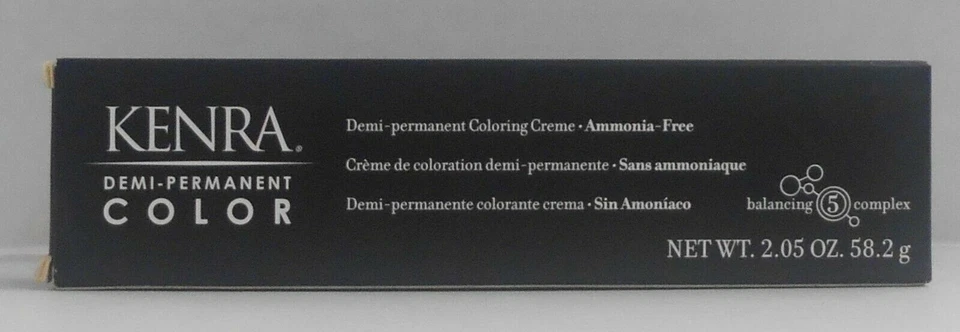 KENRA®
DEMI-PERMANENT
COLOR
Demi-permanent Coloring Creme • Ammonia-Free
Crème de coloration demi-permanente • Sans ammoniaque
Demi-permanente colorante crema • Sin Amoníaco
balancing 5 complex
NET WT. 2.05 OZ. 58.2 g